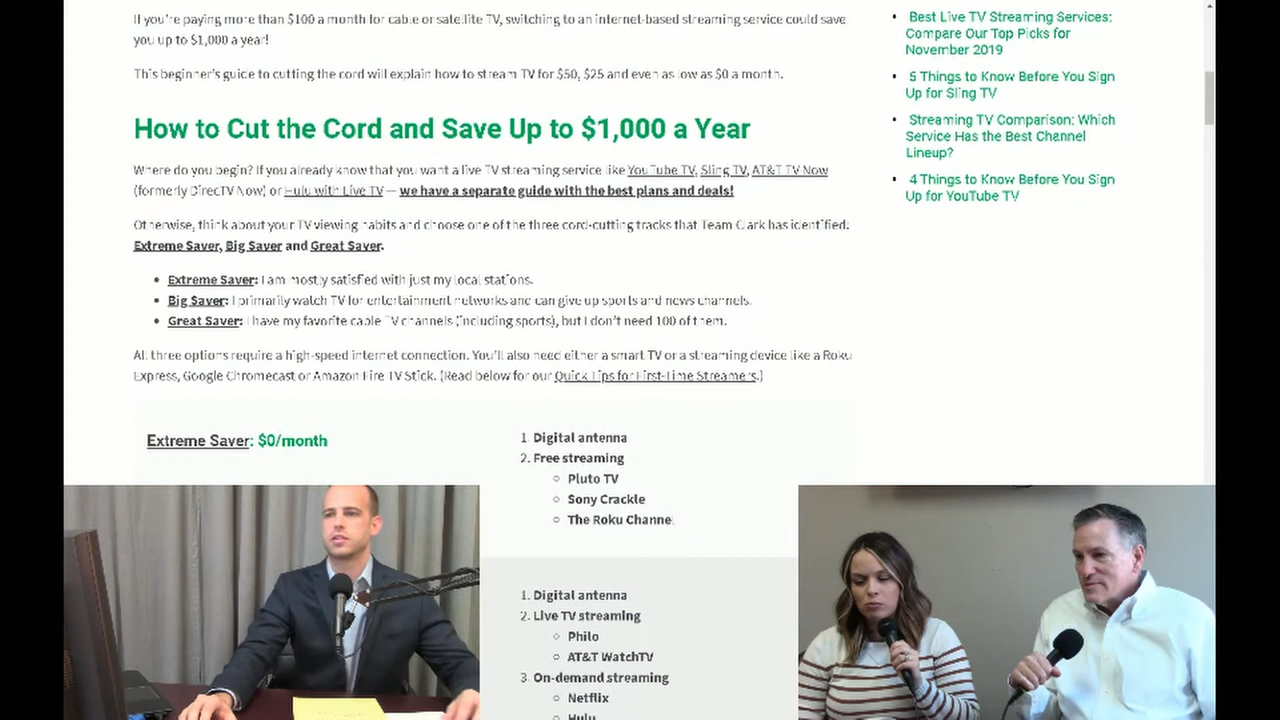 If you're paying more than $100 a month for cable or satellite TV, switching to an internet-based streaming service could save
you up to $1,000 a year!
This beginner's guide to cutting the cord will explain how to stream TV for $50, $25 and even as low as $0 a month.
How to Cut the Cord and Save Up to $1,000 a Year
Where do you begin? If you already know that you want a live TV streaming service like YouTube TV, Sling TV, AT&T TV Now
(formerly DirecTV Now) or Hulu with Live TV — we have a separate guide with the best plans and deals!
Otherwise, think about your TV viewing habits and choose one of the three cord-cutting tracks that Team Clark has identified:
Extreme Saver, Big Saver and Great Saver.
• Extreme Saver: I am mostly satisfied with just my local stations.
• Big Saver: I primarily watch TV for entertainment networks and can give up sports and news channels.
• Great Saver: I have my favorite cable TV channels (including sports), but I don't need 100 of them.
All three options require a high-speed internet connection. You'll also need either a smart TV or a streaming device like a Roku
Express, Google Chromecast or Amazon Fire TV Stick. (Read below for our Quick Tips for First-Time Streamers.)
Extreme Saver: $0/month
1. Digital antenna
2. Free streaming
○ Pluto TV
○ Sony Crackle
○ The Roku Channel
1. Digital antenna
2. Live TV streaming
○ Philo
○ AT&T WatchTV
3. On-demand streaming
○ Netflix
○ Hulu
• Best Live TV Streaming Services:
Compare Our Top Picks for
November 2019
• 5 Things to Know Before You Sign
Up for Sling TV
• Streaming TV Comparison: Which
Service Has the Best Channel
Lineup?
• 4 Things to Know Before You Sign
Up for YouTube TV